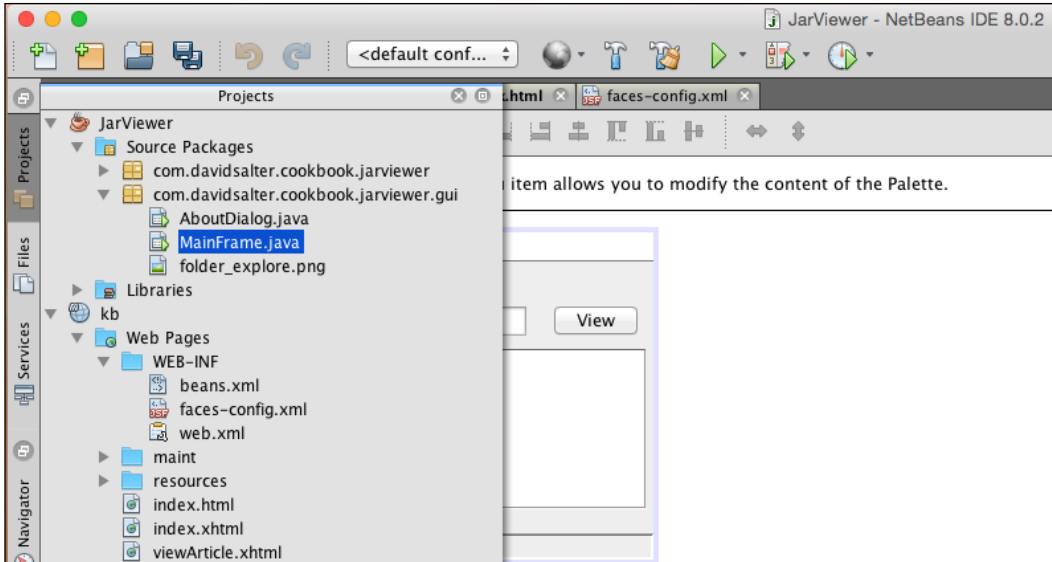 JarViewer - NetBeans IDE 8.0.2
<default conf...
Projects
.html
faces-config.xml
JarViewer
Source Packages
com.davidsalter.cookbook.jarviewer
com.davidsalter.cookbook.jarviewer.gui
AboutDialog.java
MainFrame.java
folder_explore.png
Libraries
kb
Web Pages
WEB-INF
beans.xml
faces-config.xml
web.xml
maint
resources
index.html
index.xhtml
viewArticle.xhtml
item allows you to modify the content of the Palette.
View
Projects
Files
Services
Navigator